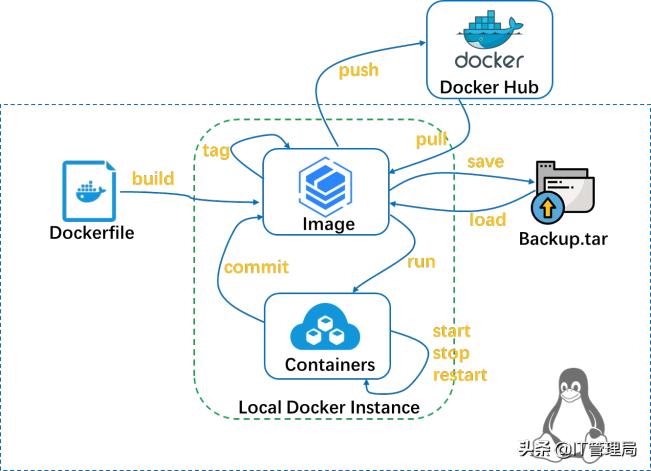 docker
Docker Hub
push
pull
tag
save
build
load
Dockerfile
Image
Backup.tar
commit
run
start
stop
restart
Containers
Local Docker Instance
头条 @IT管理局